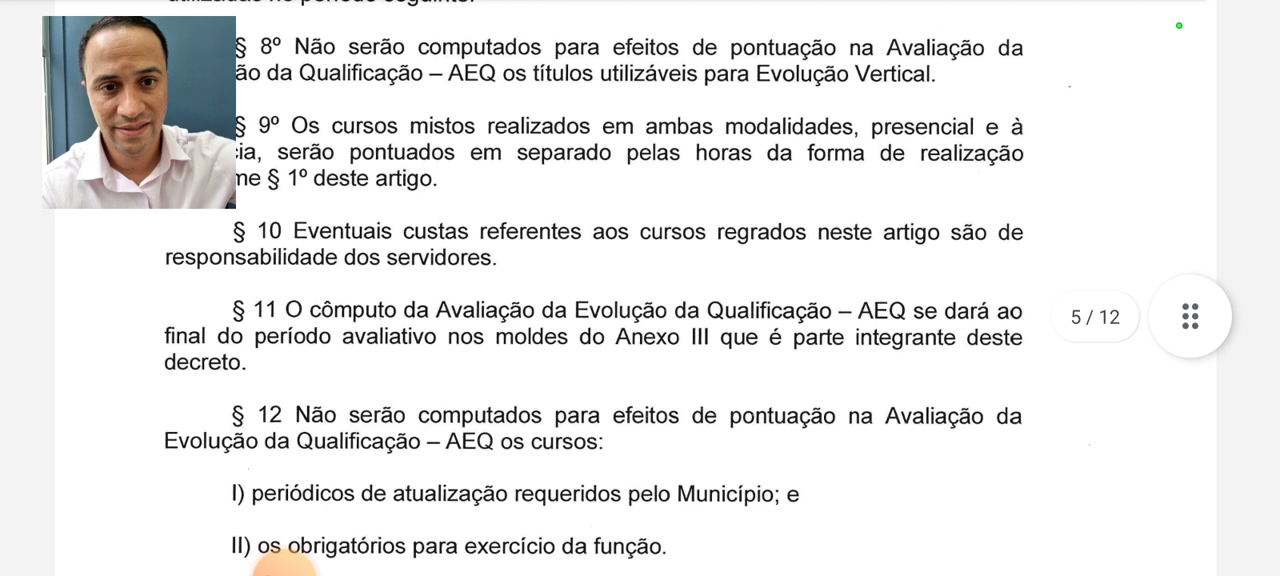 § 8º Não serão computados para efeitos de pontuação na Avaliação da
ão da Qualificação – AEQ os títulos utilizáveis para Evolução Vertical.
§ 9º Os cursos mistos realizados em ambas modalidades, presencial e à
ia, serão pontuados em separado pelas horas da forma de realização
me § 1º deste artigo.
§ 10 Eventuais custas referentes aos cursos regrados neste artigo são de
responsabilidade dos servidores.
§ 11 O cômputo da Avaliação da Evolução da Qualificação – AEQ se dará ao
final do período avaliativo nos moldes do Anexo III que é parte integrante deste
decreto.
5 / 12
§ 12 Não serão computados para efeitos de pontuação na Avaliação da
Evolução da Qualificação – AEQ os cursos:
I) periódicos de atualização requeridos pelo Município; e
II) os obrigatórios para exercício da função.